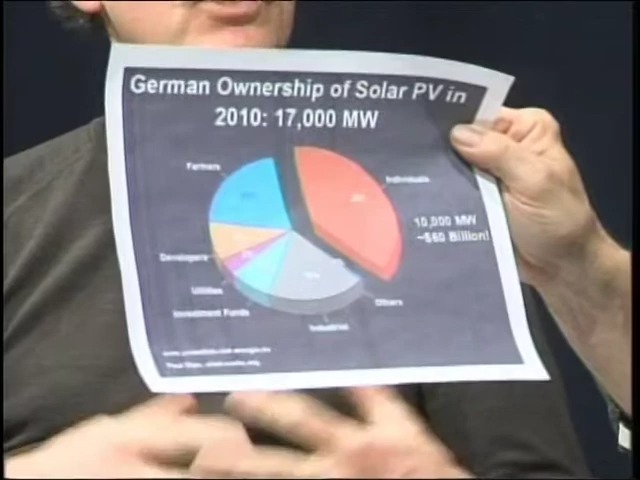 German Ownership of Solar PV in
2010: 17,000 MW
Farmers
Individuals
10,000 MW
~$60 Billion!
Developers
Utilities
Investment Funds
Others
Industrial